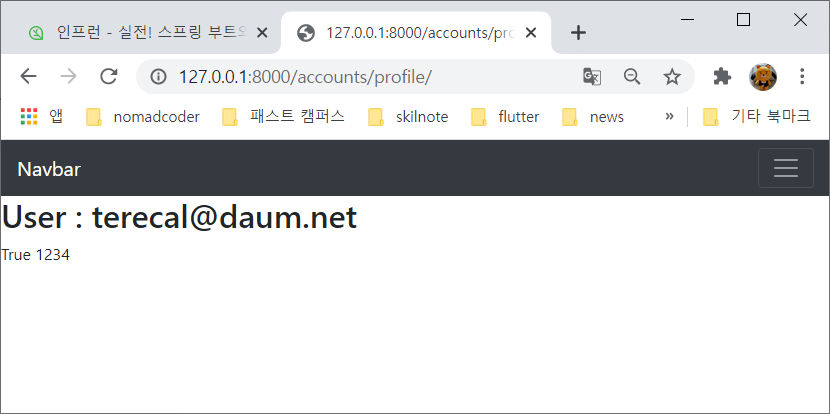 인프런 - 실전! 스프링 부트의
127.0.0.1:8000/accounts/pro
127.0.0.1:8000/accounts/profile/
앱 nomadcoder 패스트 캠퍼스 skilnote flutter news » 기타 북마크
Navbar
User : terecal@daum.net
True 1234